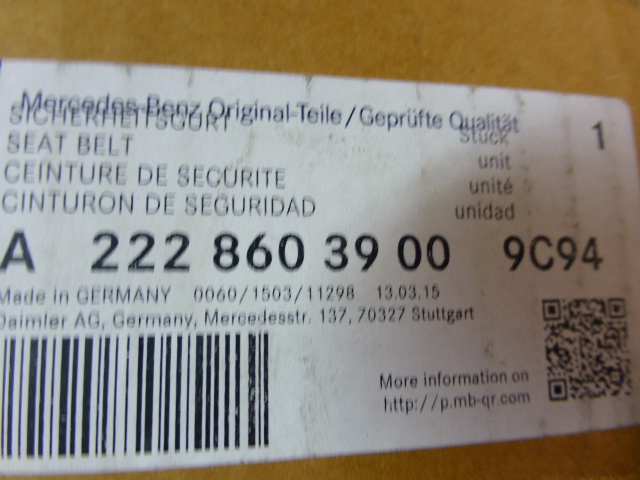 Mercedes-Benz Original-Teile/Geprüfte Qualität
SICHERHEITSGURT Stück 1
SEAT BELT unit
CEINTURE DE SECURITE unité
CINTURON DE SEGURIDAD unidad
A 222 860 39 00 9C94
Made in GERMANY 0060/1503/11298 13.03.15
Daimler AG, Germany, Mercedesstr. 137, 70327 Stuttgart
More information on
http://p.mb-qr.com